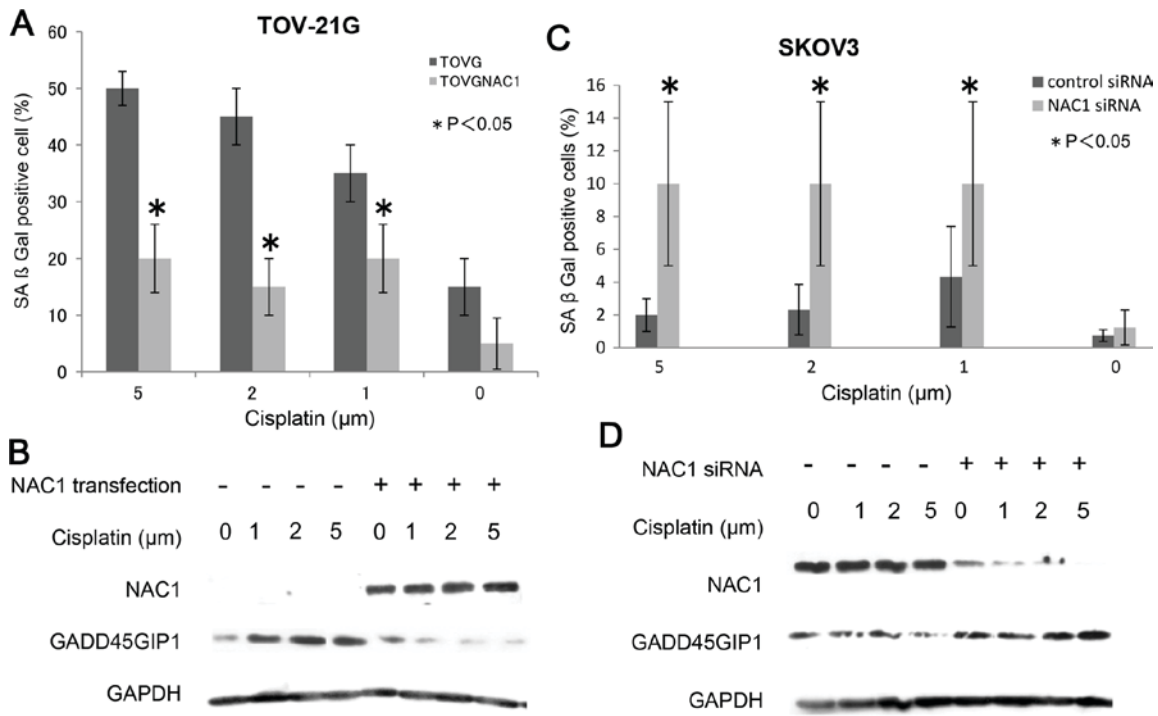 A
TOV-21G
TOVG
TOVGNAC1
* P<0.05
SA ß Gal positive cell (%)
60
50
40
30
20
10
0
5 2 1 0
Cisplatin (μm)
C
SKOV3
control siRNA
NAC1 siRNA
* P<0.05
SA β Gal positive cells (%)
16
14
12
10
8
6
4
2
0
5 2 1 0
Cisplatin (μm)
* * *
* * *
B
NAC1 transfection - - - - + + + +
Cisplatin (μm) 0 1 2 5 0 1 2 5
NAC1
GADD45GIP1
GAPDH
D
NAC1 siRNA - - - - + + + +
Cisplatin (μm) 0 1 2 5 0 1 2 5
NAC1
GADD45GIP1
GAPDH